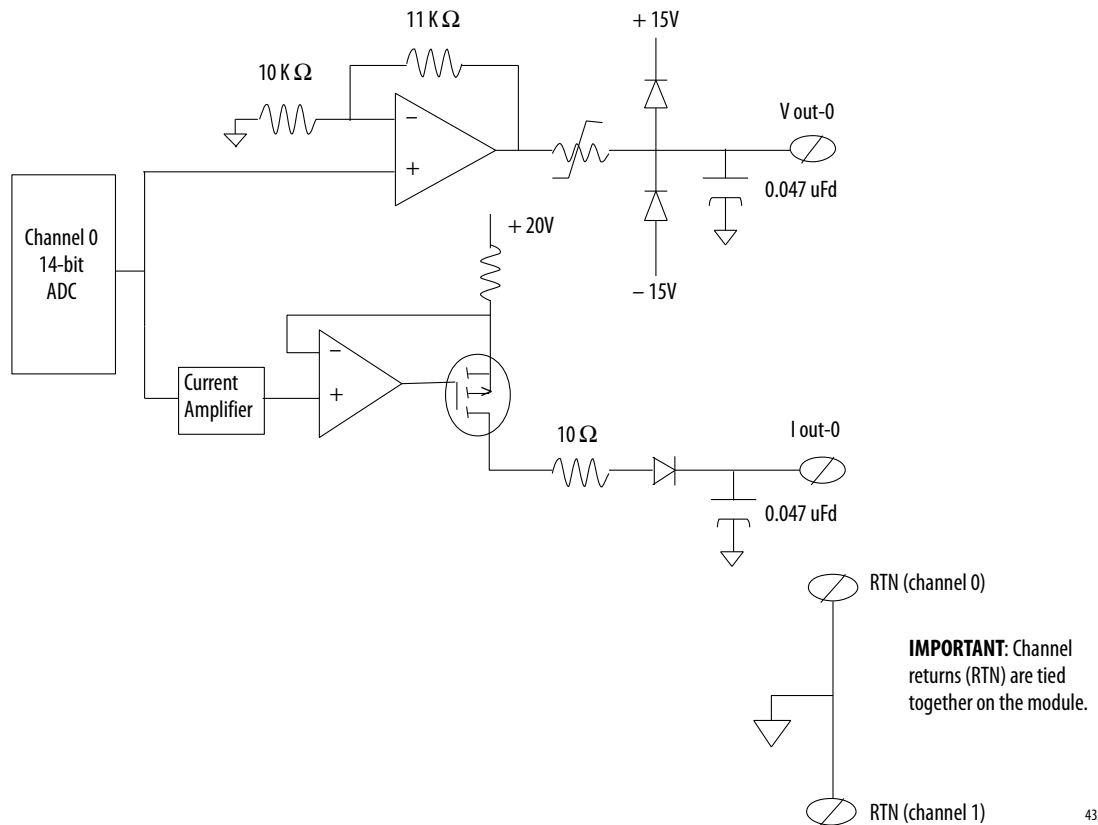 11 K Ω
+ 15V
10 K Ω
V out-0
−
+
0.047 uFd
Channel 0
14-bit
ADC
+ 20V
− 15V
−
+
Current
Amplifier
10 Ω
I out-0
0.047 uFd
RTN (channel 0)
IMPORTANT: Channel
returns (RTN) are tied
together on the module.
RTN (channel 1)
43